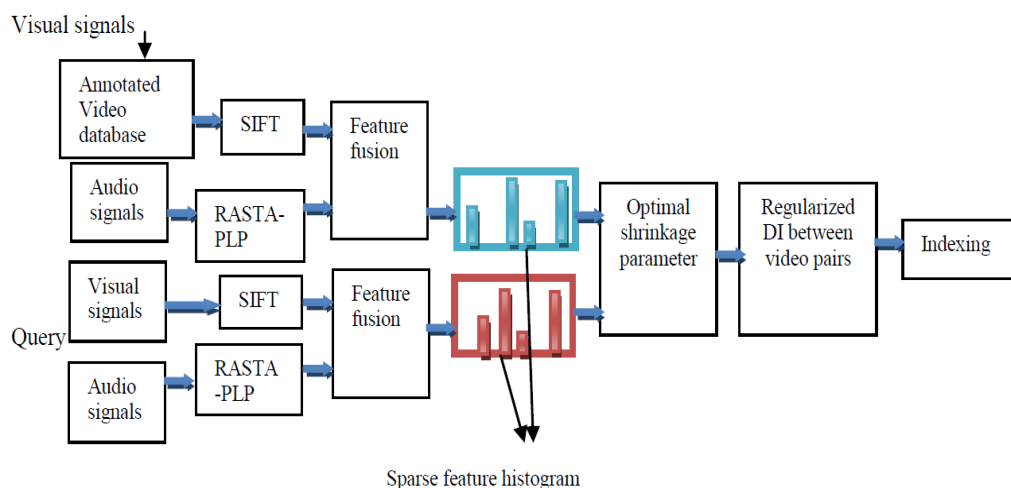 Visual signals
Annotated
Video
database
SIFT
Feature
fusion
Audio
signals
RASTA-
PLP
Optimal
shrinkage
parameter
Regularized
DI between
video pairs
Indexing
Visual
signals
SIFT
Feature
fusion
Query
Audio
signals
RASTA
-PLP
Sparse feature histogram